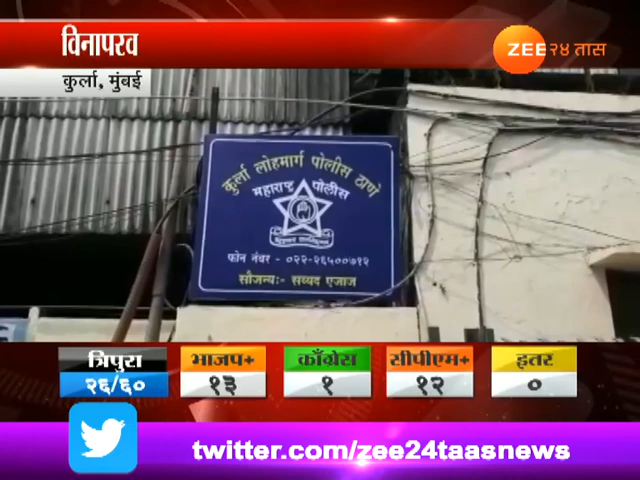 विनापरव
ZEE २४ तास
कुर्ला, मुंबई
कुर्ला लोहमार्ग पोलीस ठाणे
महाराष्ट्र पोलीस
फोन नंबर - ०२२-२६५००७१२
सौजन्यः- सय्यद एजाज
त्रिपुरा भाजप+ काँग्रेस सीपीएम+ इतर
२६/६० १३ १ १२ ०
twitter.com/zee24taasnews